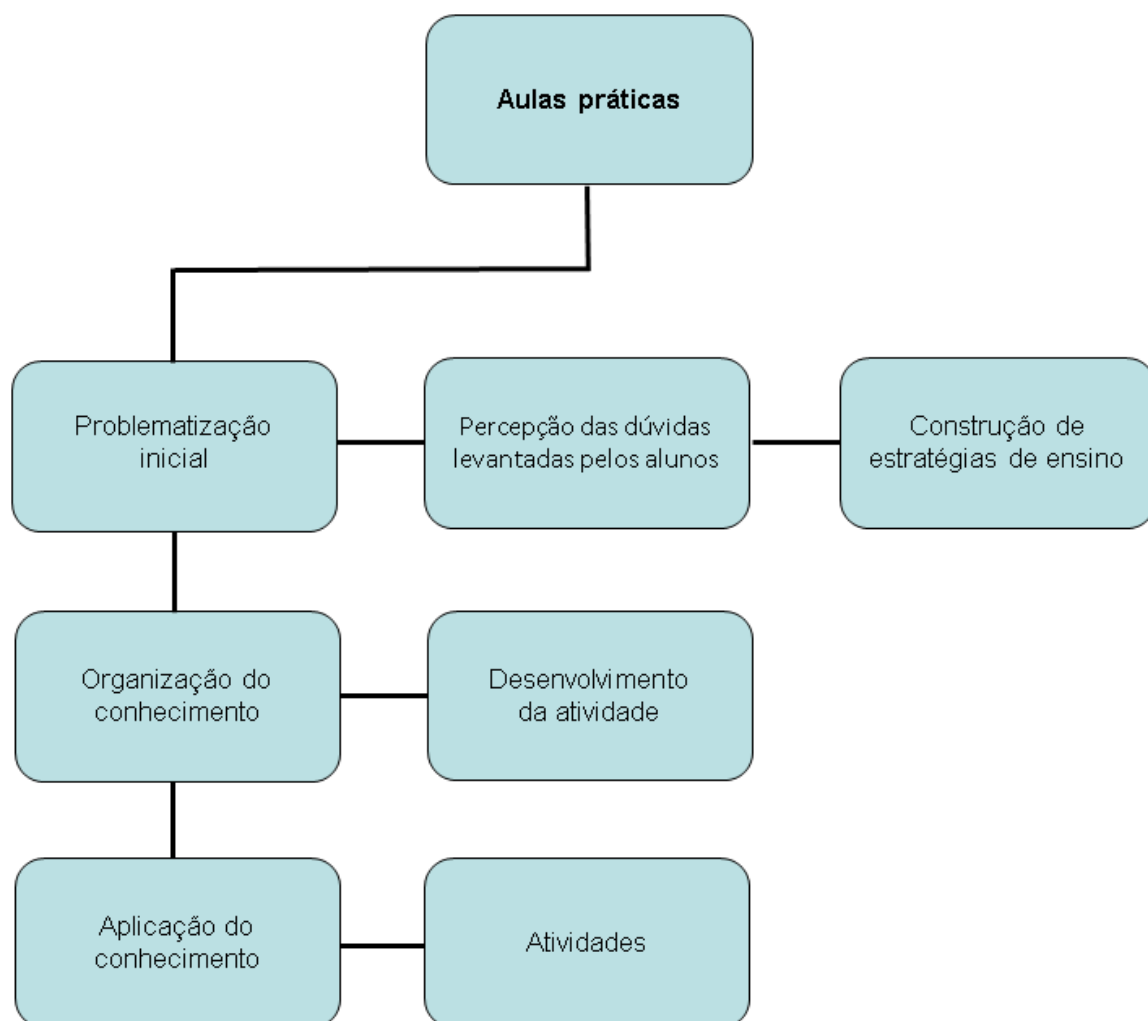 Aulas práticas
Problematização
inicial
Percepção das dúvidas
levantadas pelos alunos
Construção de
estratégias de ensino
Organização do
conhecimento
Desenvolvimento
da atividade
Aplicação do
conhecimento
Atividades